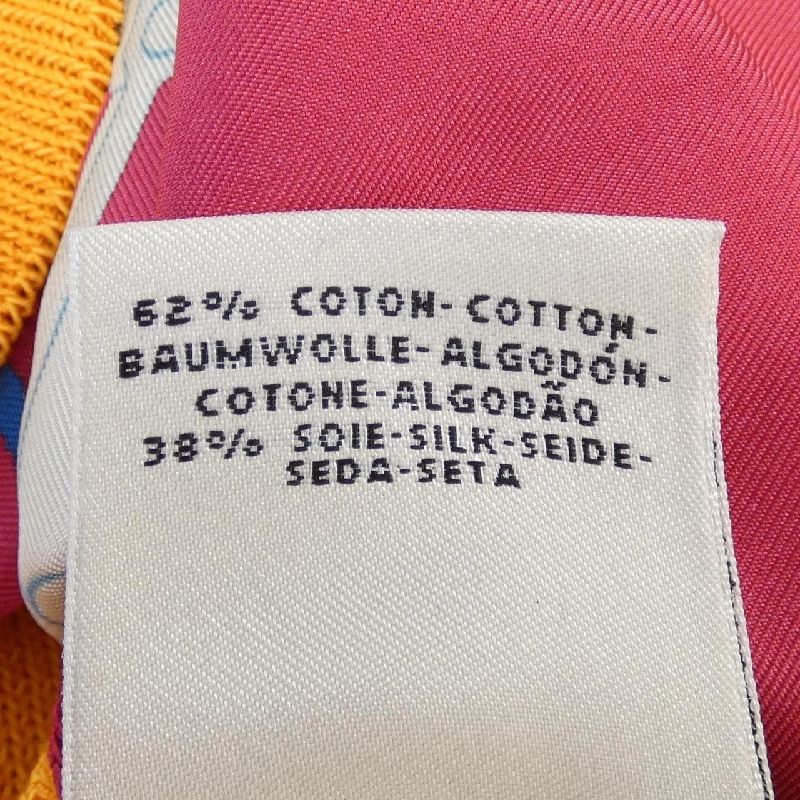 62% COTON-COTTON-
BAUMWOLLE-ALGODÓN-
COTONE-ALGODÃO
38% SOIE-SILK-SEIDE-
SEDA-SETA